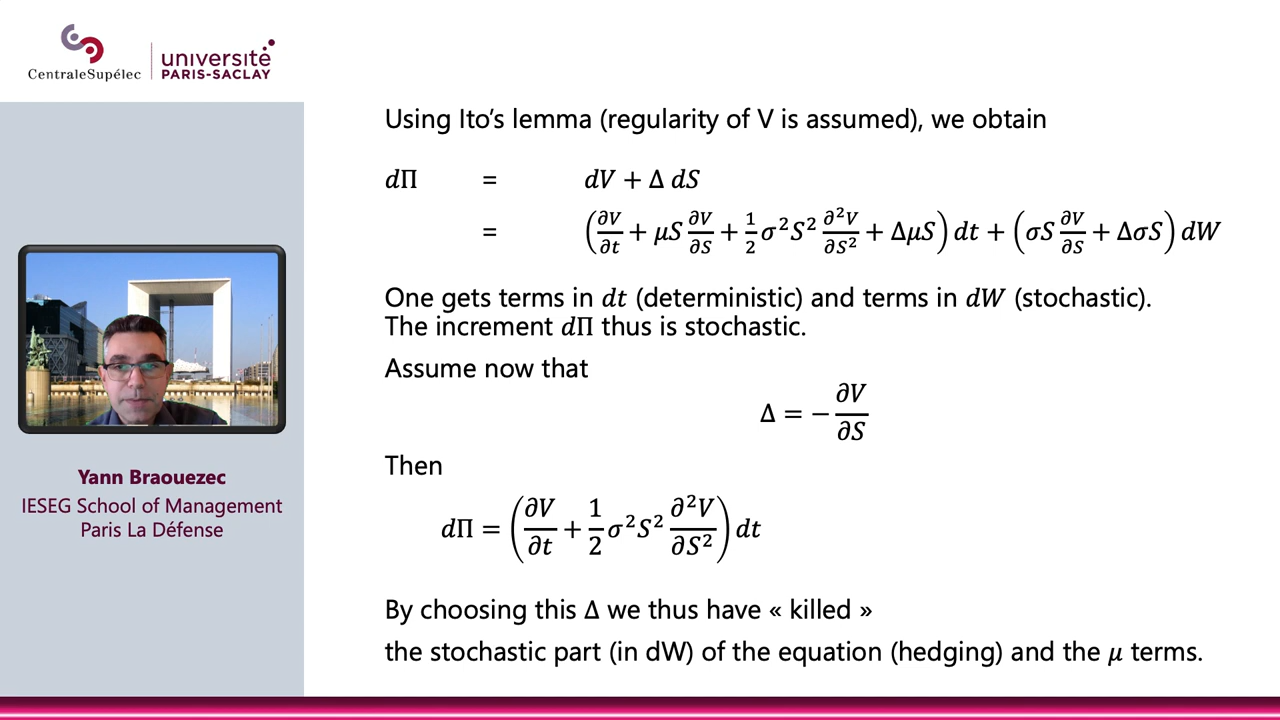 CentraleSupélec
université
PARIS-SACLAY
Using Ito's lemma (regularity of V is assumed), we obtain
dΠ = dV + Δ dS
= (∂V/∂t + μS ∂V/∂S + 1/2 σ²S² ∂²V/∂S² + ΔμS) dt + (σS ∂V/∂S + ΔσS) dW
One gets terms in dt (deterministic) and terms in dW (stochastic).
The increment dΠ thus is stochastic.
Assume now that
Δ = − ∂V/∂S
Then
dΠ = (∂V/∂t + 1/2 σ²S² ∂²V/∂S²) dt
By choosing this Δ we thus have « killed »
the stochastic part (in dW) of the equation (hedging) and the μ terms.
Yann Braouezec
IESEG School of Management
Paris La Défense